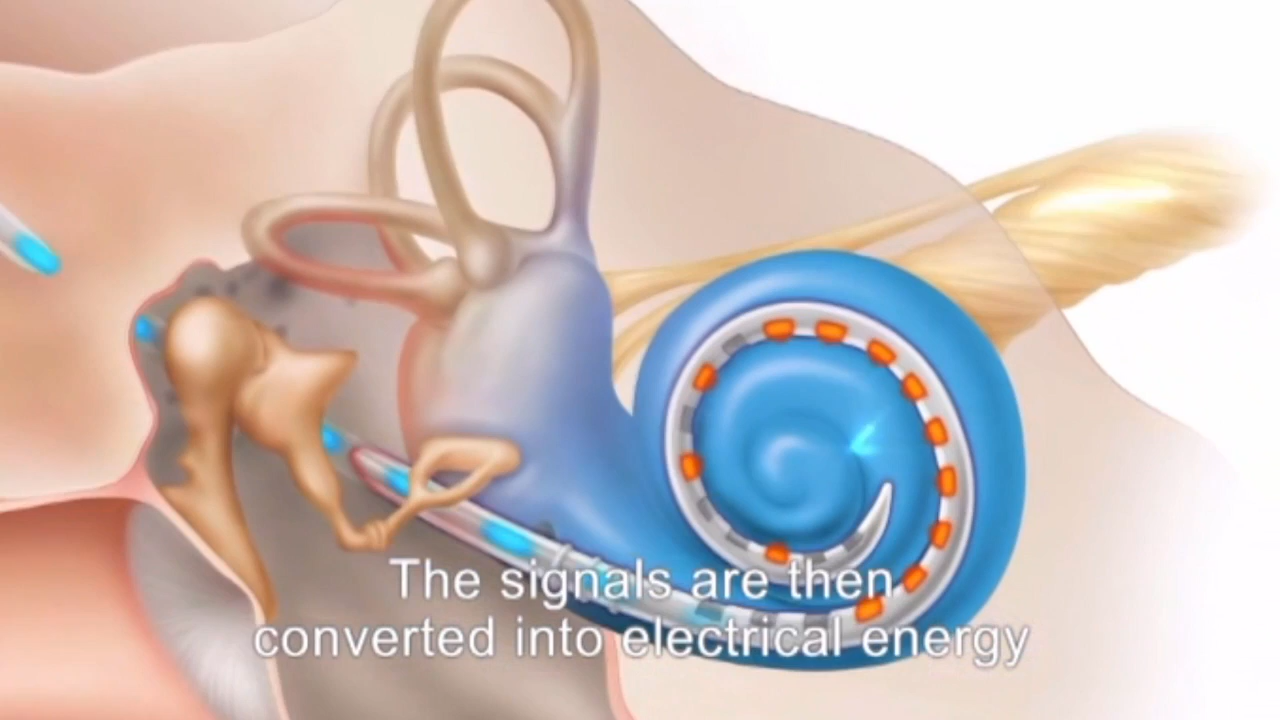 The signals are then
converted into electrical energy